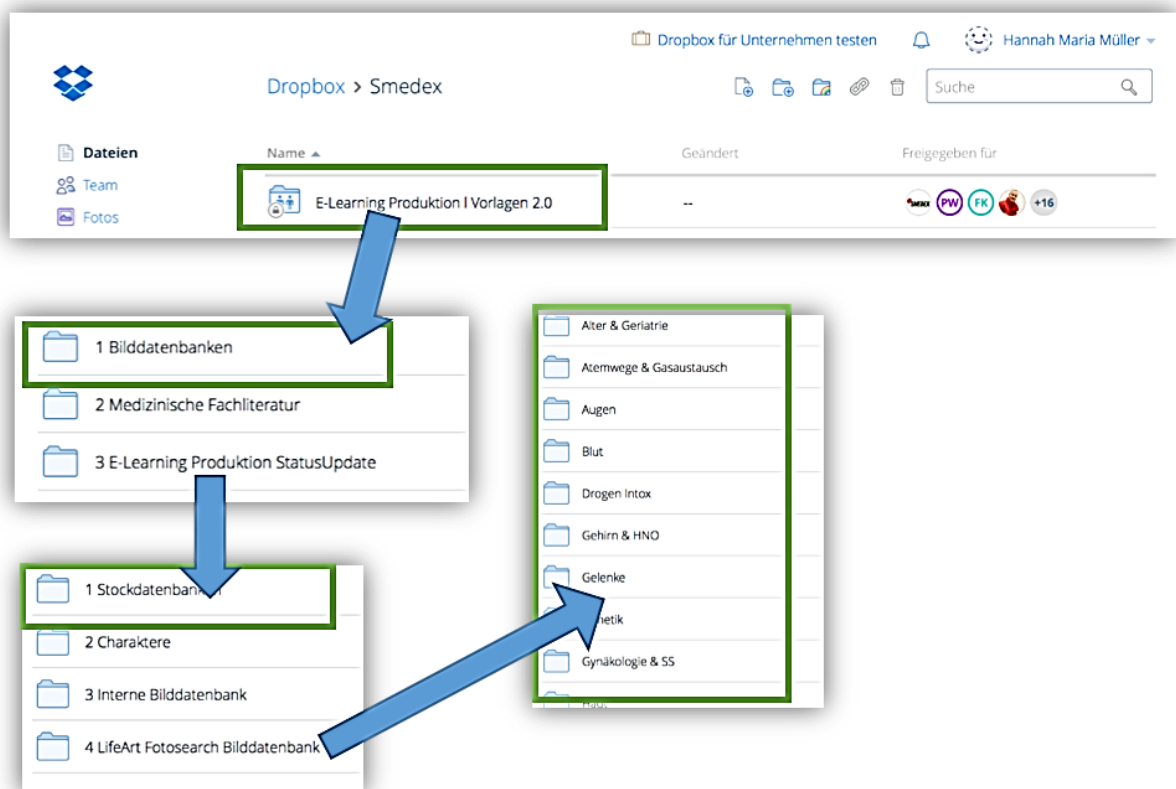 Dropbox für Unternehmen testen
Hannah Maria Müller
Dropbox > Smedex
Suche
Dateien
Name
Geändert
Freigegeben für
Team
E-Learning Produktion I Vorlagen 2.0
--
SMEDEX
PW
FK
+16
Fotos
1 Bilddatenbanken
2 Medizinische Fachliteratur
3 E-Learning Produktion StatusUpdate
1
2 Charaktere
3 Interne Bilddatenbank
4 LifeArt Fotosearch Bilddatenbank
Alter & Geriatrie
Atemwege & Gasaustausch
Augen
Blut
Drogen Intox
Gehirn & HNO
Gelenke
Gynäkologie & SS